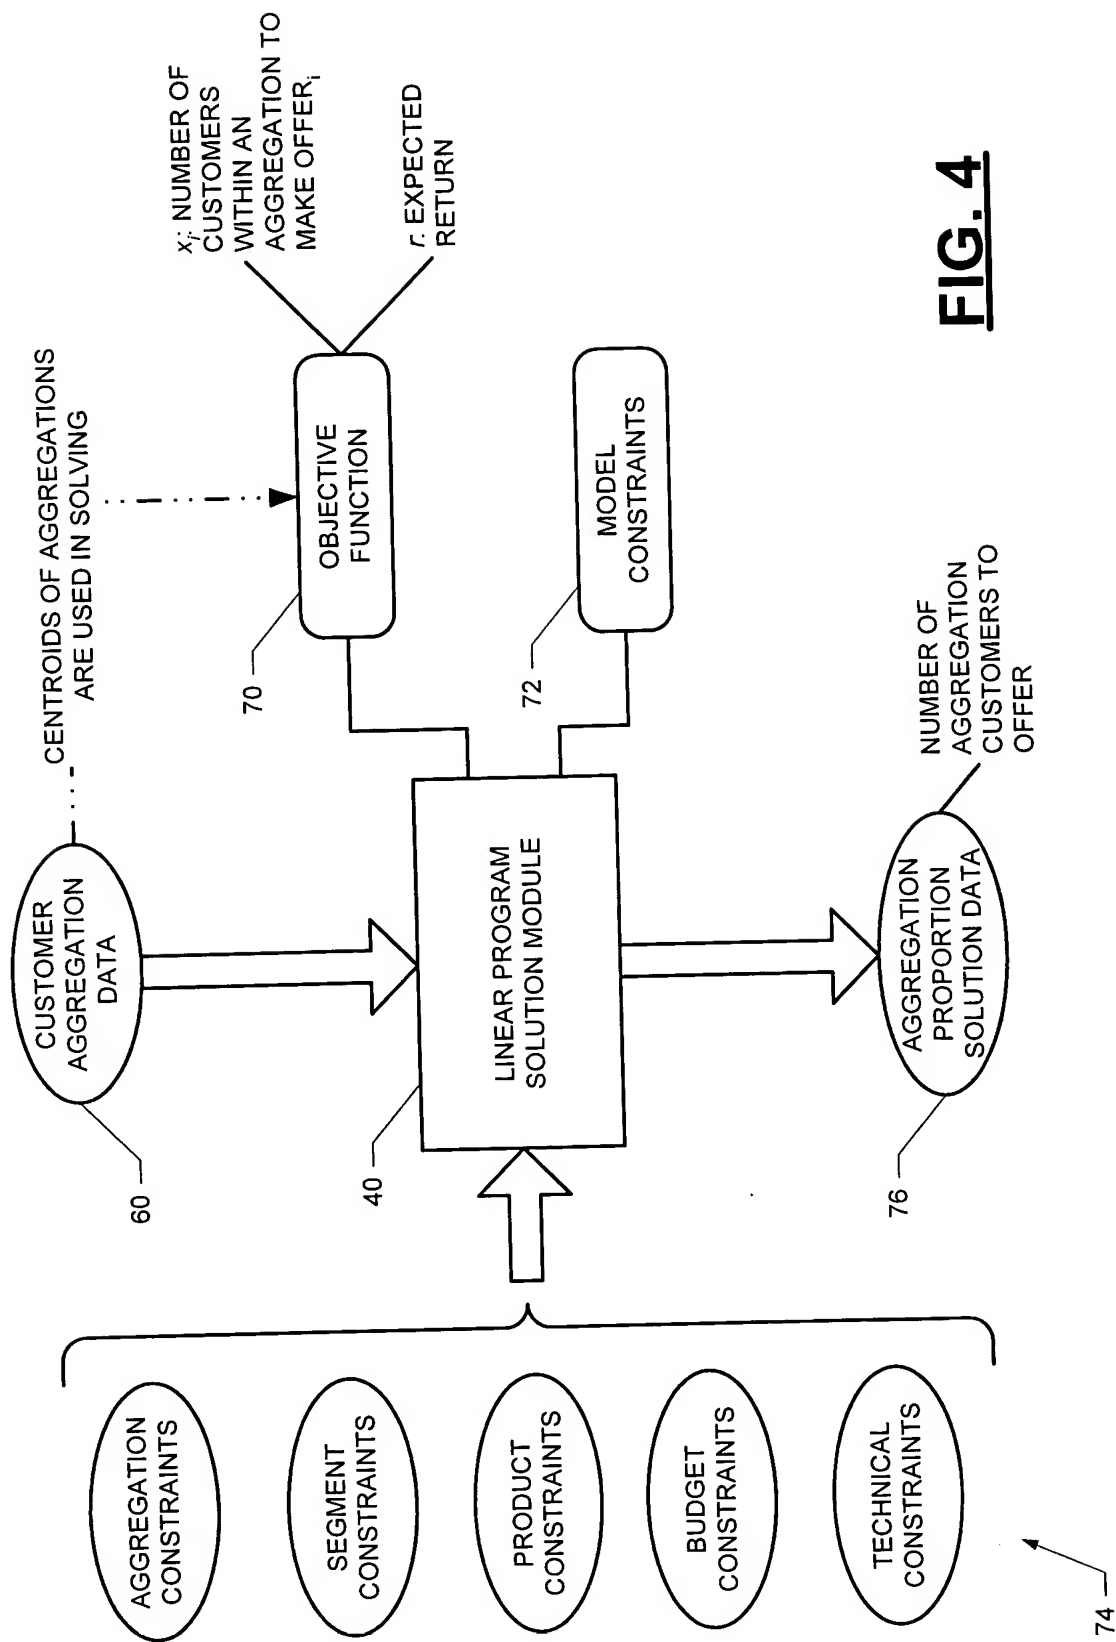 CUSTOMER
AGGREGATION
DATA
60
CENTROIDS OF AGGREGATIONS
ARE USED IN SOLVING
AGGREGATION
CONSTRAINTS
SEGMENT
CONSTRAINTS
PRODUCT
CONSTRAINTS
BUDGET
CONSTRAINTS
TECHNICAL
CONSTRAINTS
74
40
LINEAR PROGRAM
SOLUTION MODULE
70
OBJECTIVE
FUNCTION
xi: NUMBER OF
CUSTOMERS
WITHIN AN
AGGREGATION TO
MAKE OFFERi
r: EXPECTED
RETURN
72
MODEL
CONSTRAINTS
76
AGGREGATION
PROPORTION
SOLUTION DATA
NUMBER OF
AGGREGATION
CUSTOMERS TO
OFFER
FIG. 4